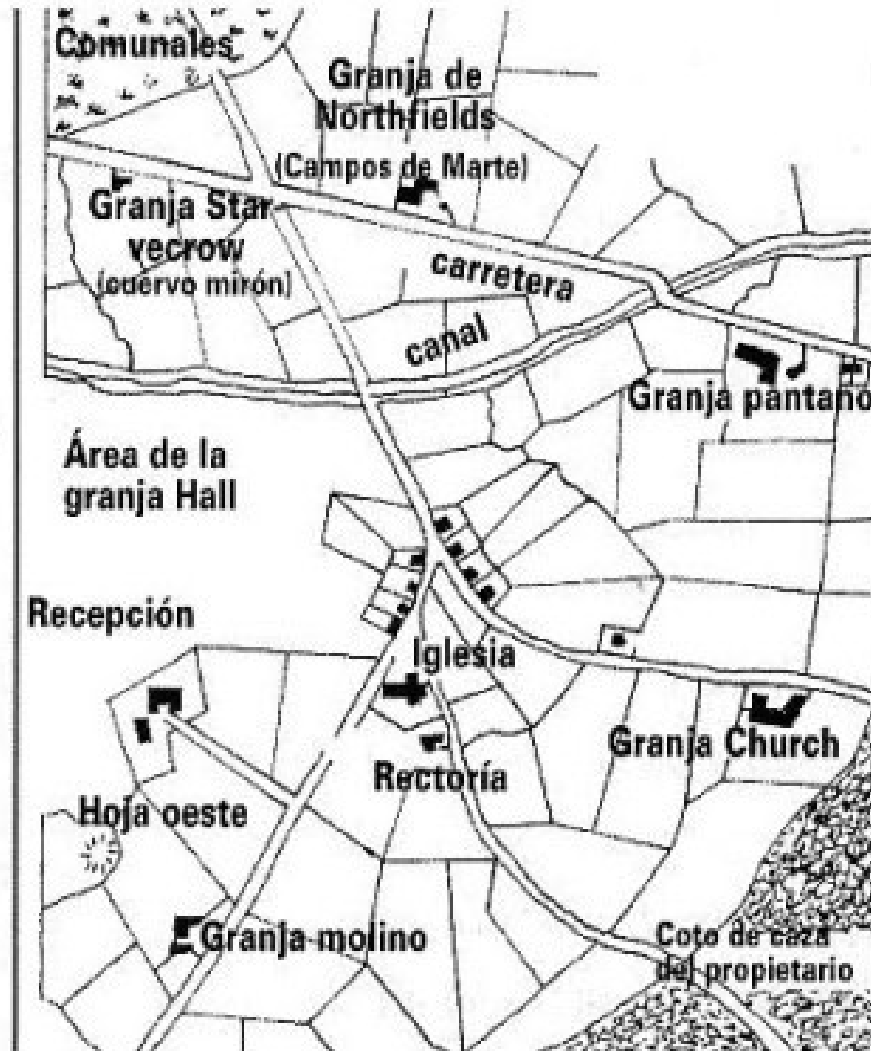 Comunales
Granja de
Northfields
(Campos de Marte)
Granja Star-
vecrow
(cuervo mirón)
carretera
canal
Granja pantano
Área de la
granja Hall
Recepción
Iglesia
Granja Church
Rectoría
Hoja oeste
Granja molino
Coto de caza
del propietario